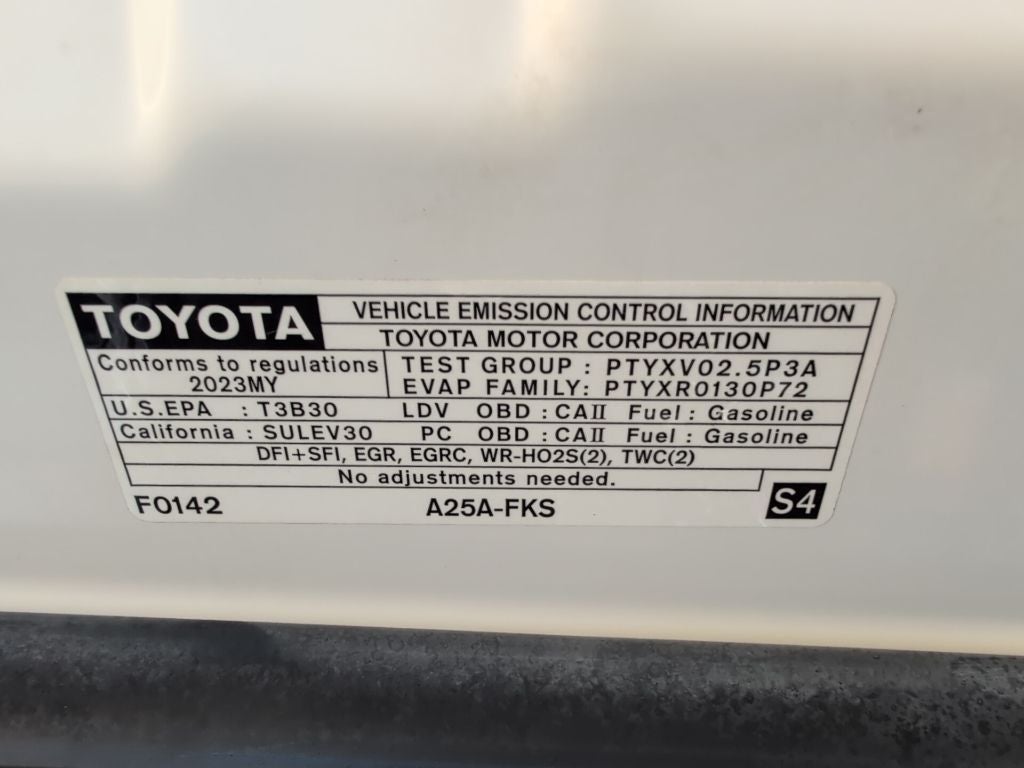 TOYOTA
VEHICLE EMISSION CONTROL INFORMATION
TOYOTA MOTOR CORPORATION
Conforms to regulations
2023MY
TEST GROUP : PTYXV02.5P3A
EVAP FAMILY: PTYXR0130P72
U.S.EPA : T3B30 LDV OBD : CAII Fuel : Gasoline
California : SULEV30 PC OBD : CAII Fuel : Gasoline
DFI+SFI, EGR, EGRC, WR-HO2S(2), TWC(2)
No adjustments needed.
F0142 A25A-FKS S4